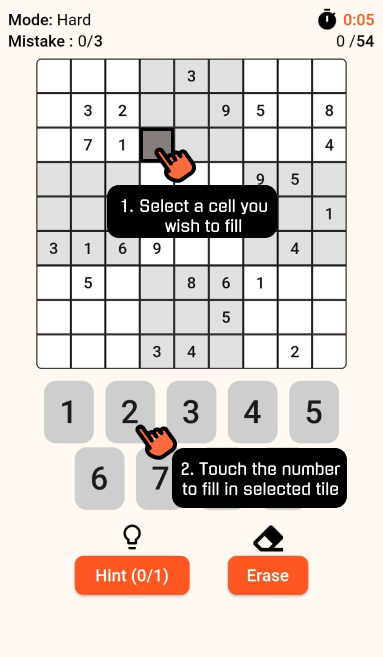 Mode: Hard 0:05
Mistake : 0/3 0 /54
3
3 2 9 5 8
7 1 4
9 5
1
3 1 6 9 4
5 8 6 1
5
3 4 2
1. Select a cell you
wish to fill
1 2 3 4 5
6 7
2. Touch the number
to fill in selected tile
Hint (0/1) Erase